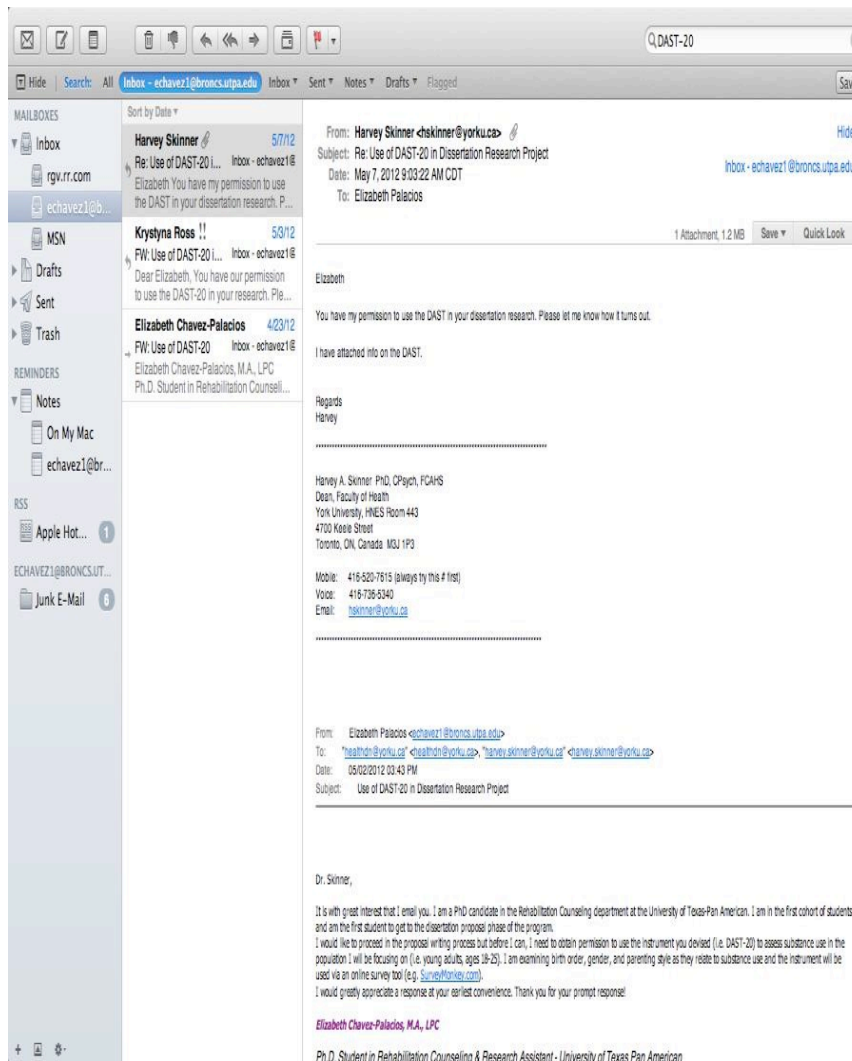 DAST-20
Hide Search: All Inbox - echavez1@broncs.utpa.edu Inbox Sent Notes Drafts Flagged Sav
MAILBOXES
Inbox
rgv.rr.com
echavez1@b...
MSN
Drafts
Sent
Trash
REMINDERS
Notes
On My Mac
echavez1@br...
RSS
Apple Hot... 1
ECHAVEZ1@BRONCS.UT...
Junk E-Mail 6
Sort by Date
Harvey Skinner 5/7/12
Re: Use of DAST-20 i... Inbox - echavez1@
Elizabeth You have my permission to use
the DAST in your dissertation research. P...
Krystyna Ross !! 5/3/12
FW: Use of DAST-20 i... Inbox - echavez1@
Dear Elizabeth, You have our permission
to use the DAST-20 in your research. Ple...
Elizabeth Chavez-Palacios 4/23/12
FW: Use of DAST-20 Inbox - echavez1@
Elizabeth Chavez-Palacios, M.A., LPC
Ph.D. Student in Rehabilitation Counseli...
From: Harvey Skinner <hskinner@yorku.ca> Hide
Subject: Re: Use of DAST-20 in Dissertation Research Project
Inbox - echavez1@broncs.utpa.edu
Date: May 7, 2012 9:03:22 AM CDT
To: Elizabeth Palacios
1 Attachment, 1.2 MB Save Quick Look
Elizabeth
You have my permission to use the DAST in your dissertation research. Please let me know how it turns out.
I have attached info on the DAST.
Regards
Harvey
Harvey A. Skinner PhD, CPsych, FCAHS
Dean, Faculty of Health
York University, HNES Room 443
4700 Keele Street
Toronto, ON, Canada M3J 1P3
Mobile: 416-520-7615 (always try this # first)
Voice: 416-736-5340
Email: hskinner@yorku.ca
From: Elizabeth Palacios <echavez1@broncs.utpa.edu>
To: "healthdn@yorku.ca" <healthdn@yorku.ca>, "harvey.skinner@yorku.ca" <harvey.skinner@yorku.ca>
Date: 05/02/2012 03:43 PM
Subject: Use of DAST-20 in Dissertation Research Project
Dr. Skinner,
It is with great interest that I email you. I am a PhD candidate in the Rehabilitation Counseling department at the University of Texas-Pan American. I am in the first cohort of students
and am the first student to get to the dissertation proposal phase of the program.
I would like to proceed in the proposal writing process but before I can, I need to obtain permission to use the instrument you devised (i.e. DAST-20) to assess substance use in the
population I will be focusing on (i.e. young adults, ages 18-25). I am examining birth order, gender, and parenting style as they relate to substance use and the instrument will be
used via an online survey tool (e.g. SurveyMonkey.com).
I would greatly appreciate a response at your earliest convenience. Thank you for your prompt response!
Elizabeth Chavez-Palacios, M.A., LPC
Ph.D. Student in Rehabilitation Counseling & Research Assistant - University of Texas Pan American